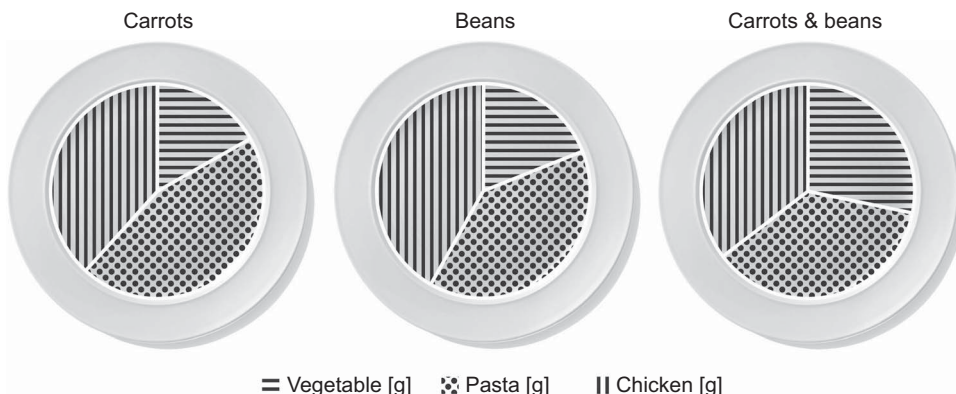 Carrots
Beans
Carrots & beans
Vegetable [g]
Pasta [g]
Chicken [g]